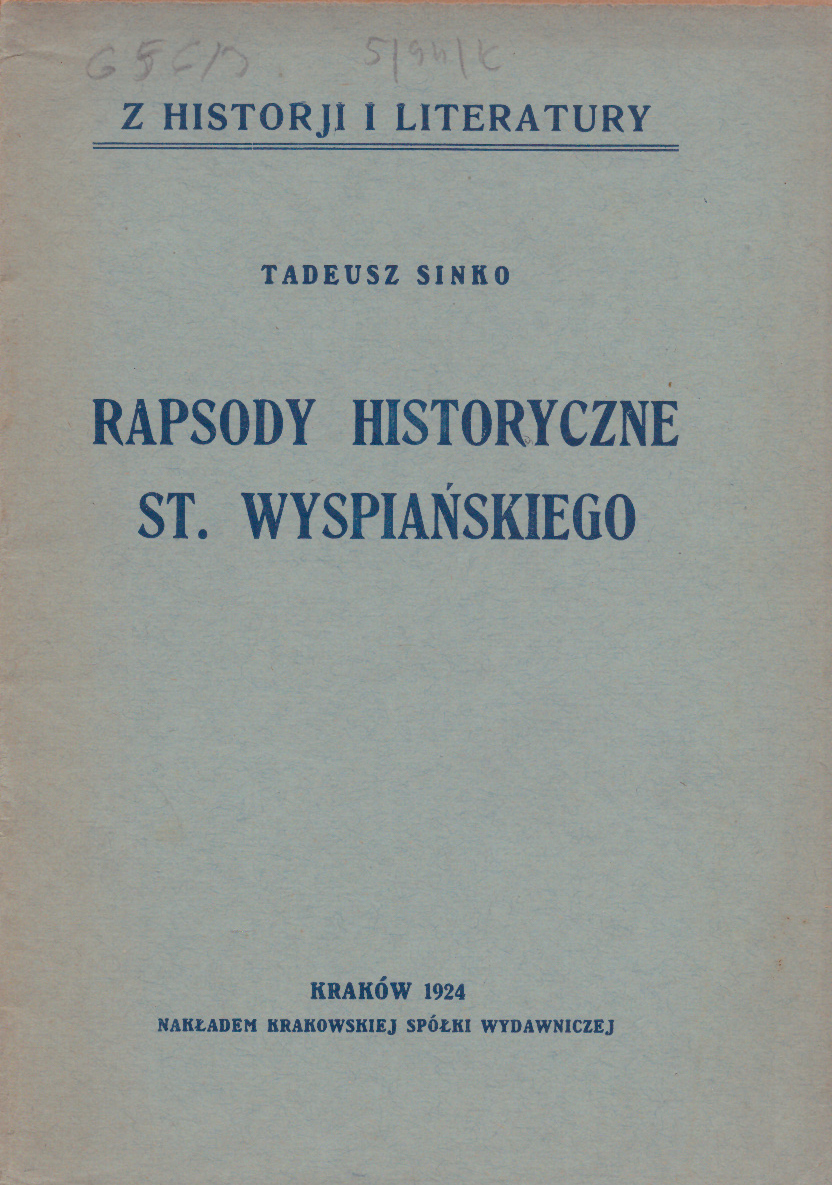 Z HISTORJI I LITERATURY
TADEUSZ SINKO
RAPSODY HISTORYCZNE
ST. WYSPIAŃSKIEGO
KRAKÓW 1924
NAKŁADEM KRAKOWSKIEJ SPÓŁKI WYDAWNICZEJ